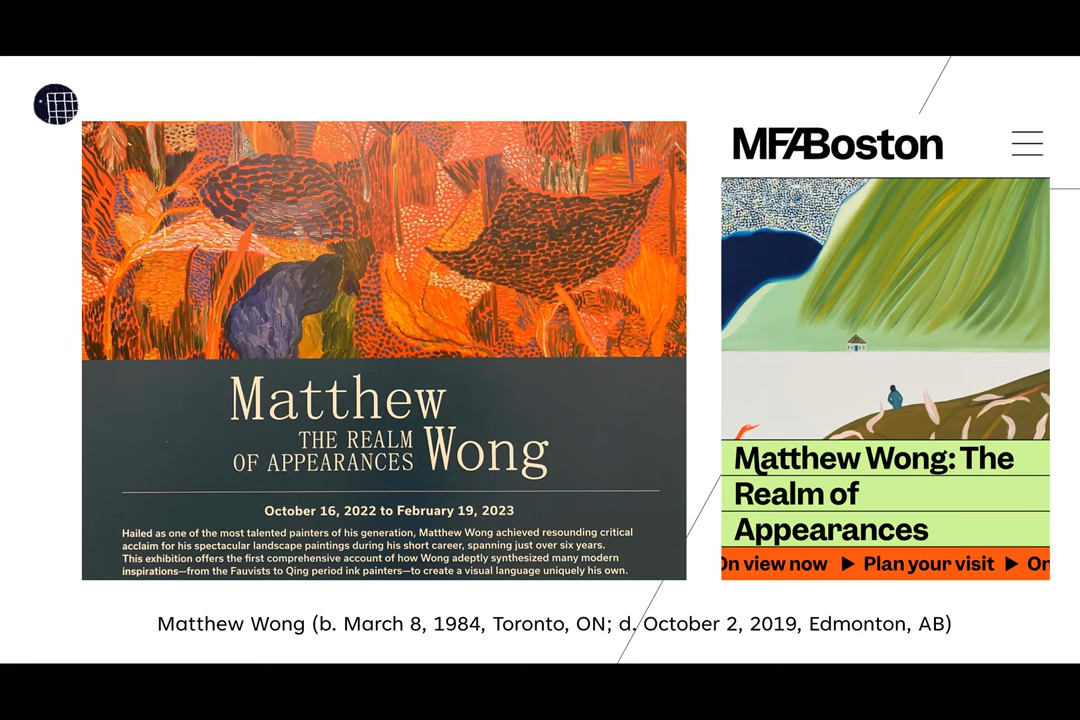 Matthew
THE REALM
OF APPEARANCES
Wong
October 16, 2022 to February 19, 2023
Hailed as one of the most talented painters of his generation, Matthew Wong achieved resounding critical
acclaim for his spectacular landscape paintings during his short career, spanning just over six years.
This exhibition offers the first comprehensive account of how Wong adeptly synthesized many modern
inspirations—from the Fauvists to Qing period ink painters—to create a visual language uniquely his own.
MFABoston
Matthew Wong: The
Realm of
Appearances
On view now ▶ Plan your visit ▶ On
Matthew Wong (b. March 8, 1984, Toronto, ON; d. October 2, 2019, Edmonton, AB)